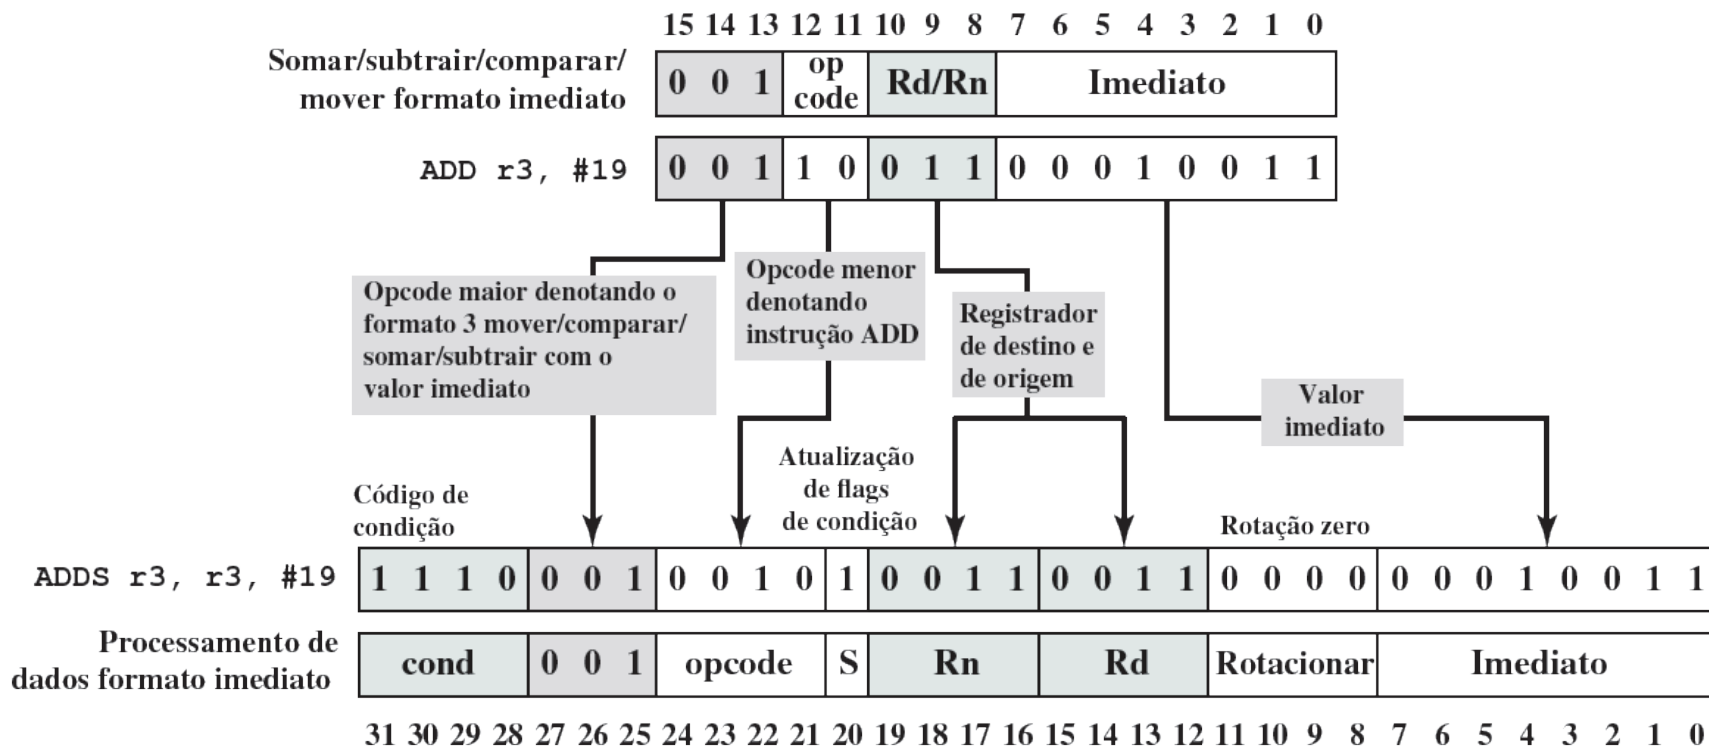 15 14 13 12 11 10 9 8 7 6 5 4 3 2 1 0
Somar/subtrair/comparar/
mover formato imediato
0 0 1
op
code
Rd/Rn
Imediato
ADD r3, #19
0 0 1 1 0 0 1 1 0 0 0 1 0 0 1 1
Opcode maior denotando o
formato 3 mover/comparar/
somar/subtrair com o
valor imediato
Opcode menor
denotando
instrução ADD
Registrador
de destino e
de origem
Valor
imediato
Código de
condição
Atualização
de flags
de condição
Rotação zero
ADDS r3, r3, #19
1 1 1 0 0 0 1 0 0 1 0 1 0 0 1 1 0 0 1 1 0 0 0 0 0 0 0 1 0 0 1 1
Processamento de
dados formato imediato
cond 0 0 1 opcode S Rn Rd Rotacionar Imediato
31 30 29 28 27 26 25 24 23 22 21 20 19 18 17 16 15 14 13 12 11 10 9 8 7 6 5 4 3 2 1 0